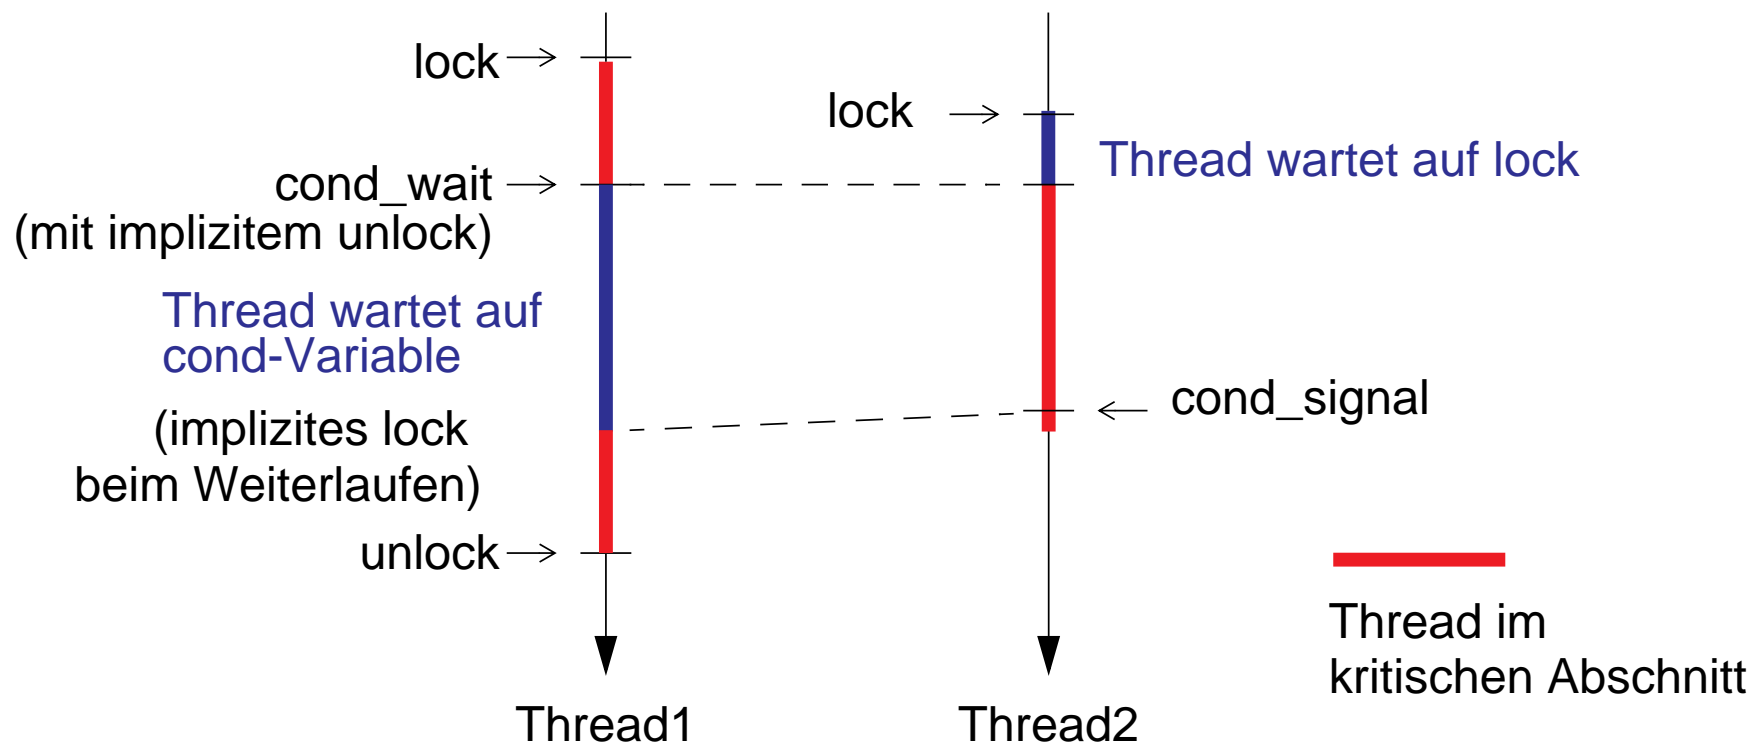 lock
lock
Thread wartet auf lock
cond_wait
(mit implizitem unlock)
Thread wartet auf
cond-Variable
cond_signal
(implizites lock
beim Weiterlaufen)
unlock
Thread im
kritischen Abschnitt
Thread1
Thread2